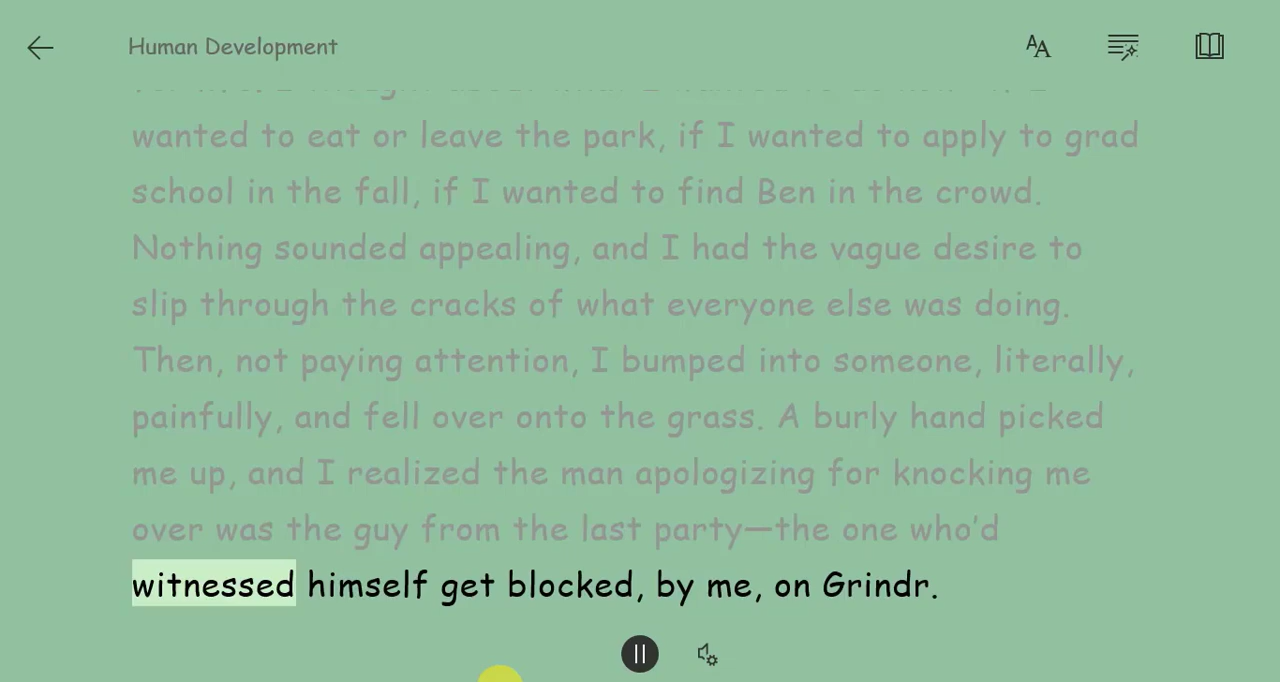 Human Development
wanted to eat or leave the park, if I wanted to apply to grad
school in the fall, if I wanted to find Ben in the crowd.
Nothing sounded appealing, and I had the vague desire to
slip through the cracks of what everyone else was doing.
Then, not paying attention, I bumped into someone, literally,
painfully, and fell over onto the grass. A burly hand picked
me up, and I realized the man apologizing for knocking me
over was the guy from the last party—the one who'd
witnessed himself get blocked, by me, on Grindr.